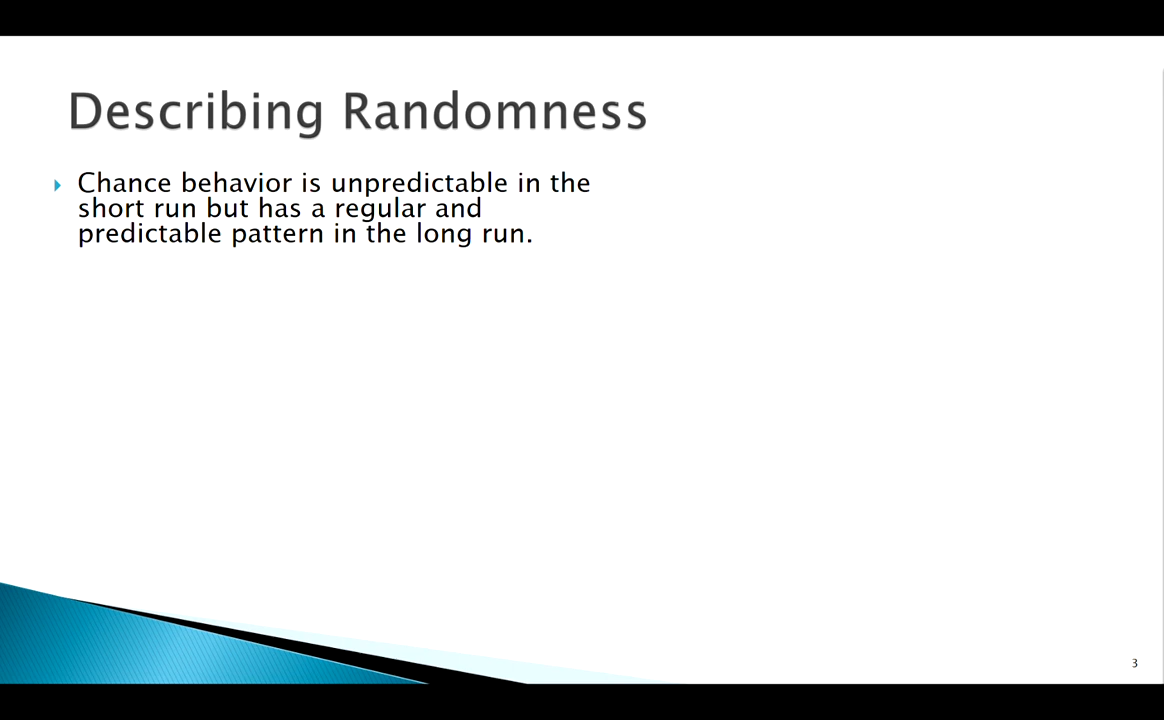 Describing Randomness
Chance behavior is unpredictable in the
short run but has a regular and
predictable pattern in the long run.
3